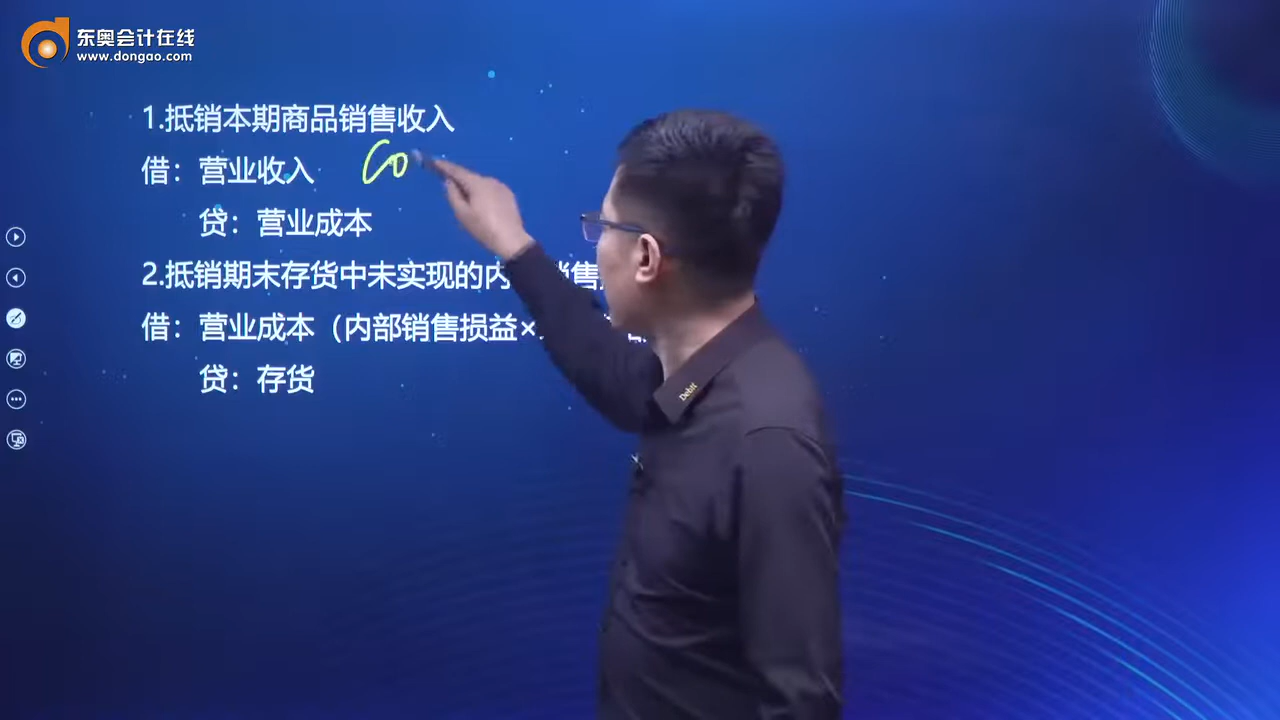 东奥会计在线
www.dongao.com
1.抵销本期商品销售收入
借：营业收入
贷：营业成本
2.抵销期末存货中未实现的内 销售
借：营业成本（内部销售损益×
贷：存货
Debit